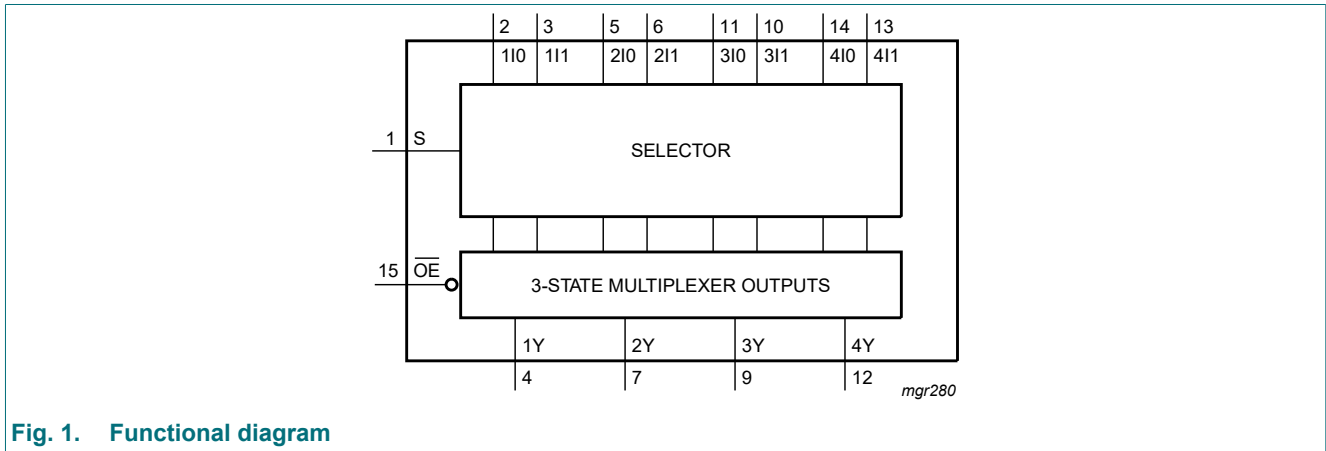 2 3 5 6 11 10 14 13
1I0 1I1 2I0 2I1 3I0 3I1 4I0 4I1
1 S
SELECTOR
15 O̅E̅
3-STATE MULTIPLEXER OUTPUTS
1Y 2Y 3Y 4Y
4 7 9 12
mgr280
Fig. 1. Functional diagram